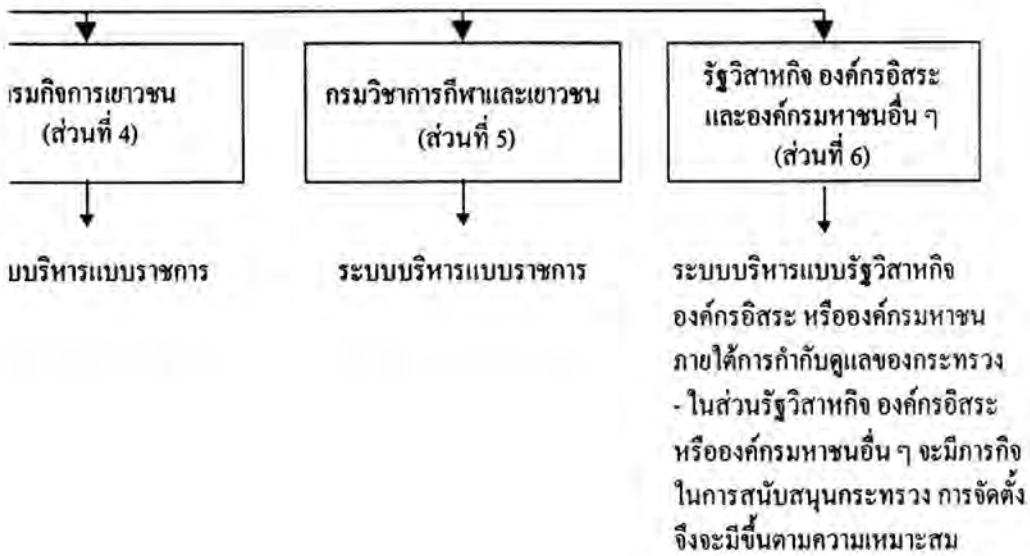 รมกิจการเยาวชน
(ส่วนที่ 4)
กรมวิชาการกีฬาและเยาวชน
(ส่วนที่ 5)
รัฐวิสาหกิจ องค์กรอิสระ
และองค์กรมหาชนอื่น ๆ
(ส่วนที่ 6)
บบบริหารแบบราชการ
ระบบบริหารแบบราชการ
ระบบบริหารแบบรัฐวิสาหกิจ
องค์กรอิสระ หรือองค์กรมหาชน
ภายใต้การกำกับดูแลของกระทรวง
- ในส่วนรัฐวิสาหกิจ องค์กรอิสระ
หรือองค์กรมหาชนอื่น ๆ จะมีภารกิจ
ในการสนับสนุนกระทรวง การจัดตั้ง
จึงจะมีขึ้นตามความเหมาะสม